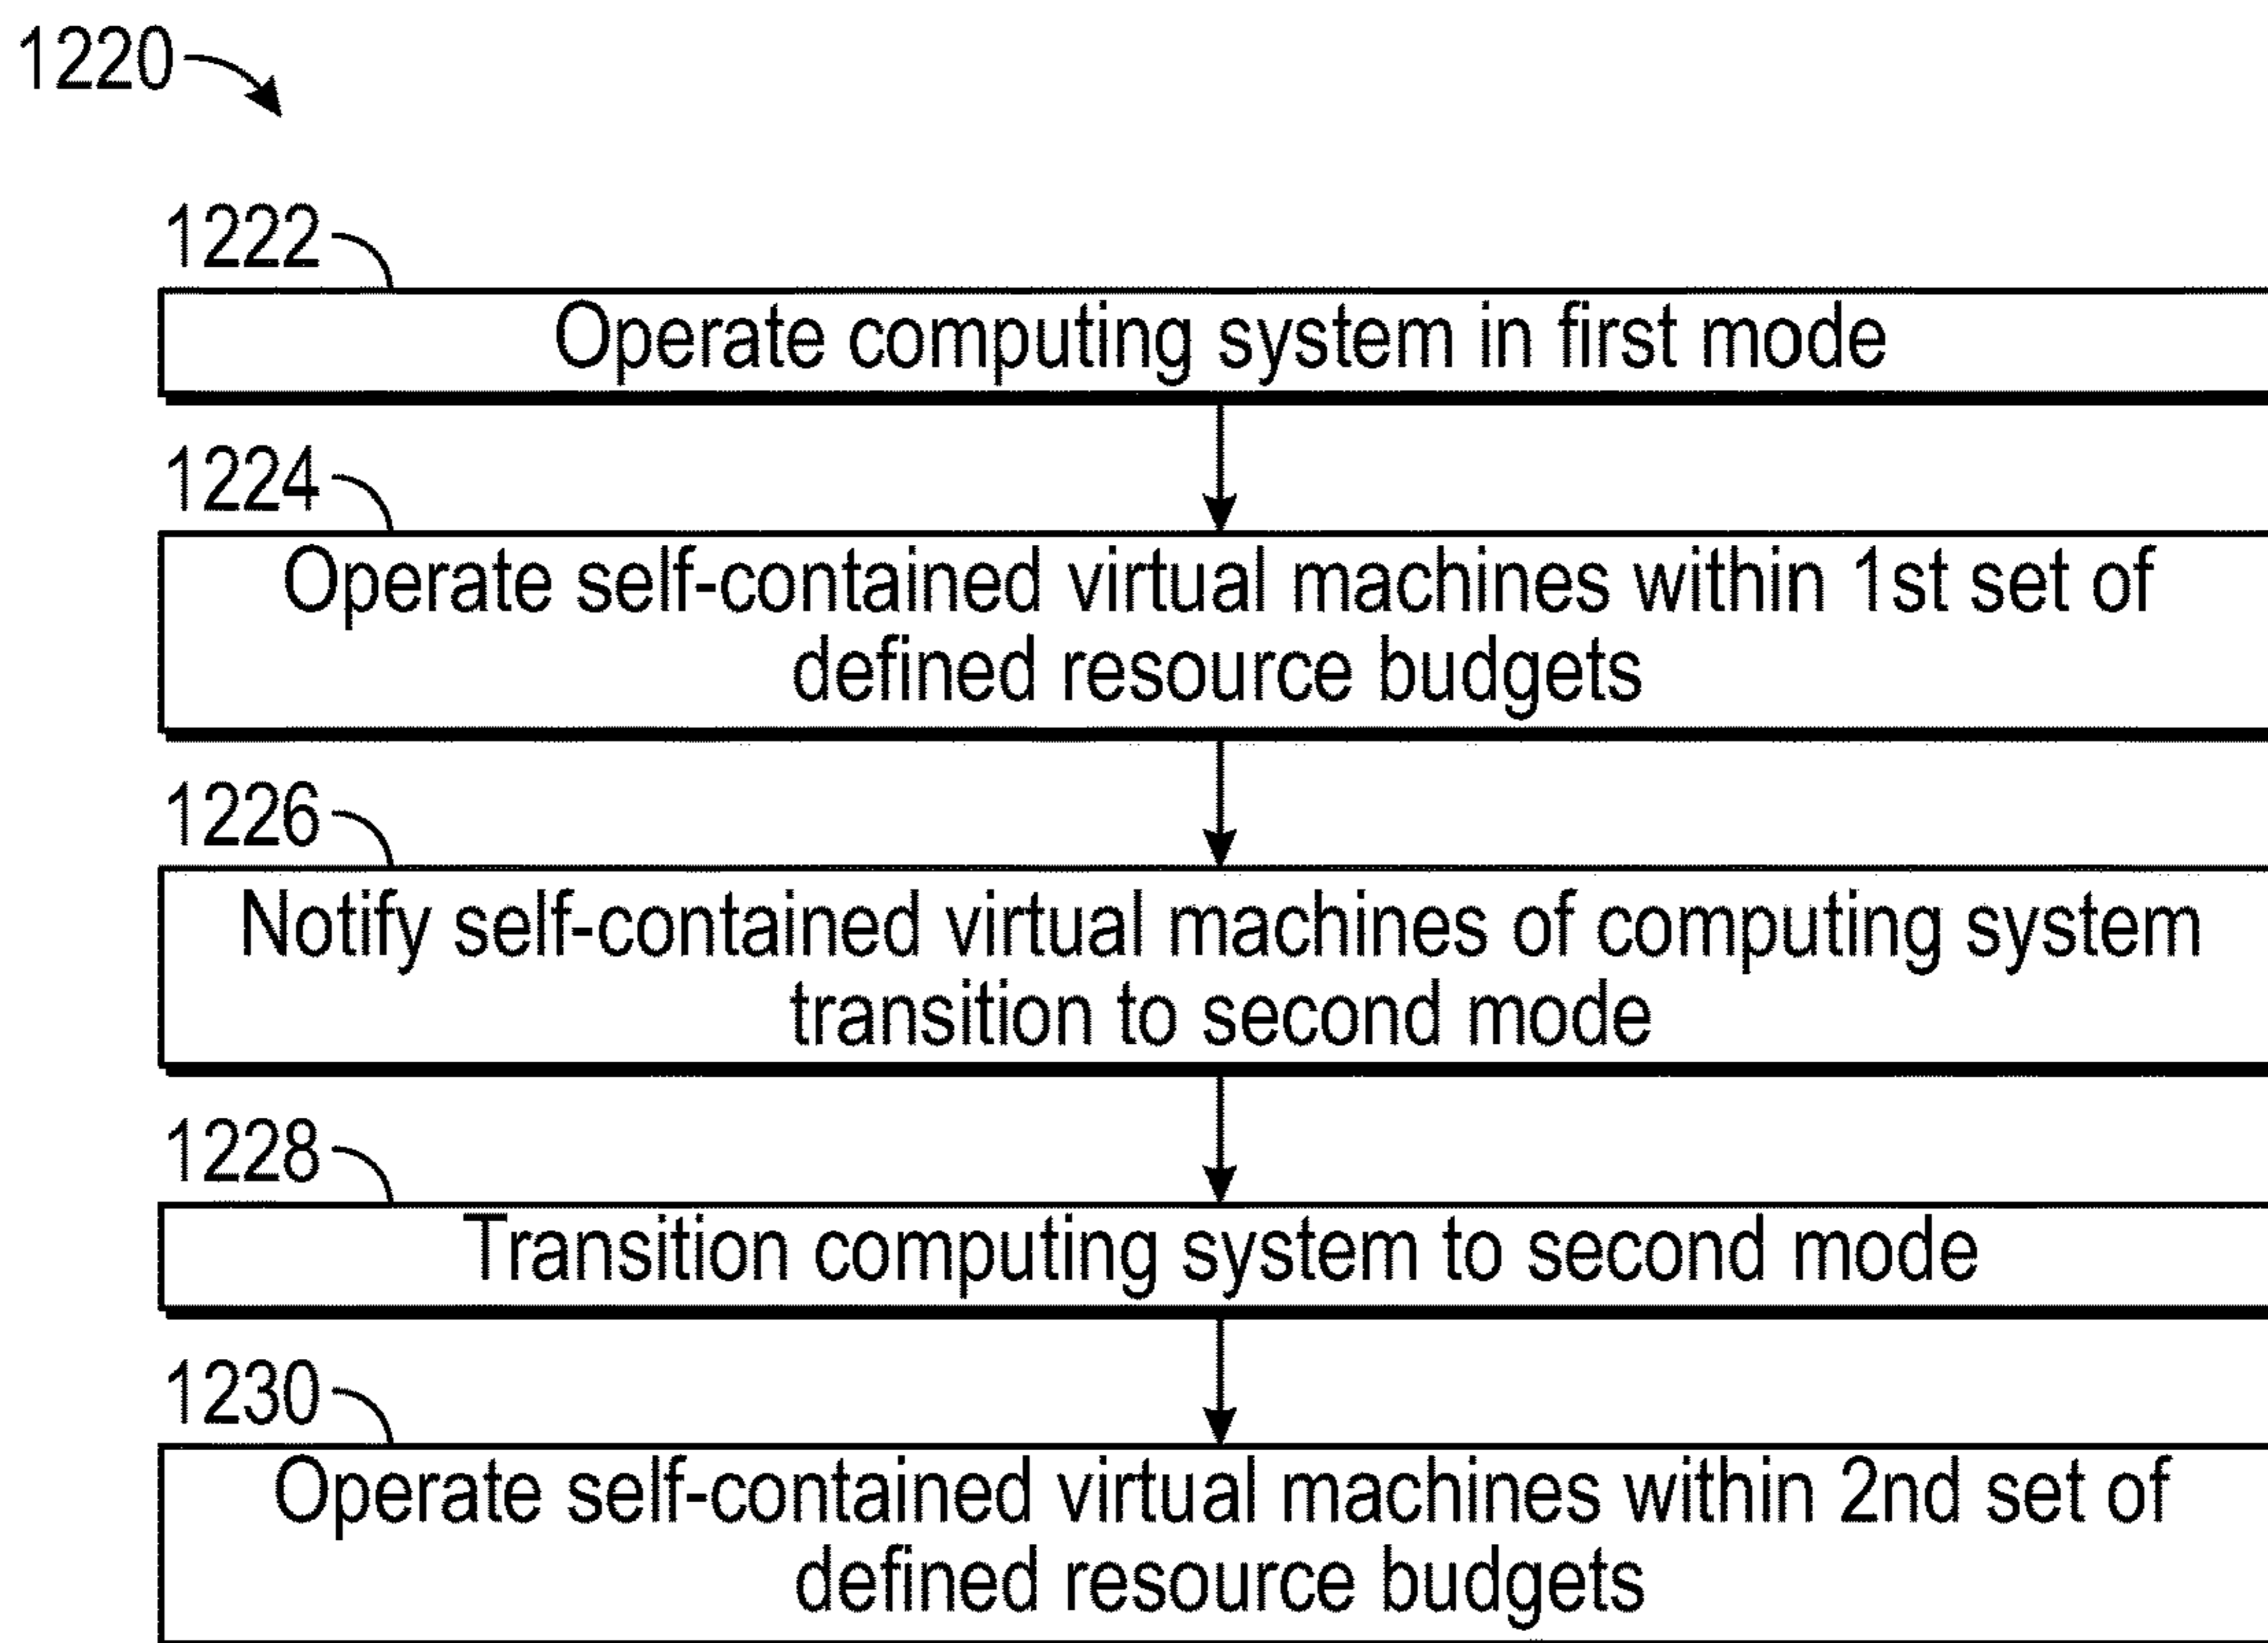 1220
1222
Operate computing system in first mode
1224
Operate self-contained virtual machines within 1st set of
defined resource budgets
1226
Notify self-contained virtual machines of computing system
transition to second mode
1228
Transition computing system to second mode
1230
Operate self-contained virtual machines within 2nd set of
defined resource budgets